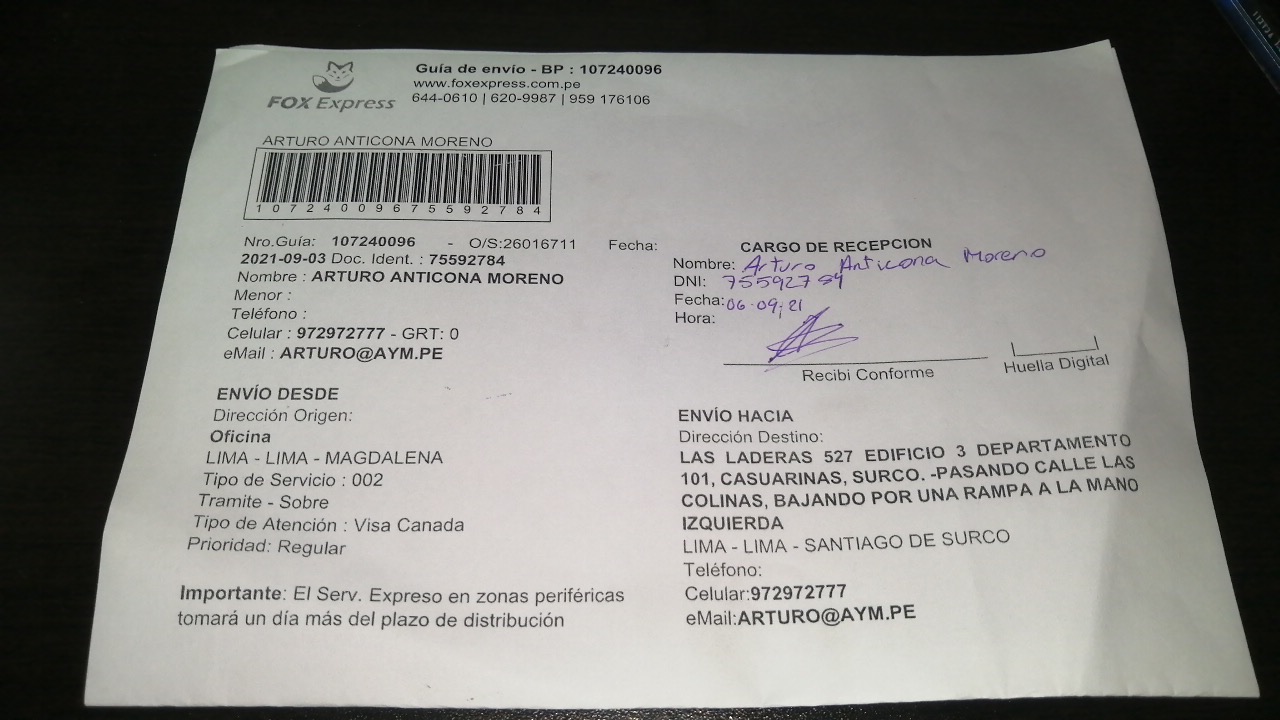 FOX Express
Guía de envío - BP : 107240096
www.foxexpress.com.pe
644-0610 | 620-9987 | 959 176106
ARTURO ANTICONA MORENO
10724009675592784
Nro.Guía: 107240096 - O/S:26016711 Fecha:
2021-09-03 Doc. Ident. : 75592784
Nombre : ARTURO ANTICONA MORENO
Menor :
Teléfono :
Celular : 972972777 - GRT: 0
eMail : ARTURO@AYM.PE
CARGO DE RECEPCION
Nombre: Arturo Anticona Moreno
DNI: 75592784
Fecha: 06.09.21
Hora:
Recibi Conforme
Huella Digital
ENVÍO DESDE
Dirección Origen:
Oficina
LIMA - LIMA - MAGDALENA
Tipo de Servicio : 002
Tramite - Sobre
Tipo de Atención : Visa Canada
Prioridad: Regular
Importante: El Serv. Expreso en zonas periféricas
tomará un día más del plazo de distribución
ENVÍO HACIA
Dirección Destino:
LAS LADERAS 527 EDIFICIO 3 DEPARTAMENTO
101, CASUARINAS, SURCO. -PASANDO CALLE LAS
COLINAS, BAJANDO POR UNA RAMPA A LA MANO
IZQUIERDA
LIMA - LIMA - SANTIAGO DE SURCO
Teléfono:
Celular:972972777
eMail:ARTURO@AYM.PE